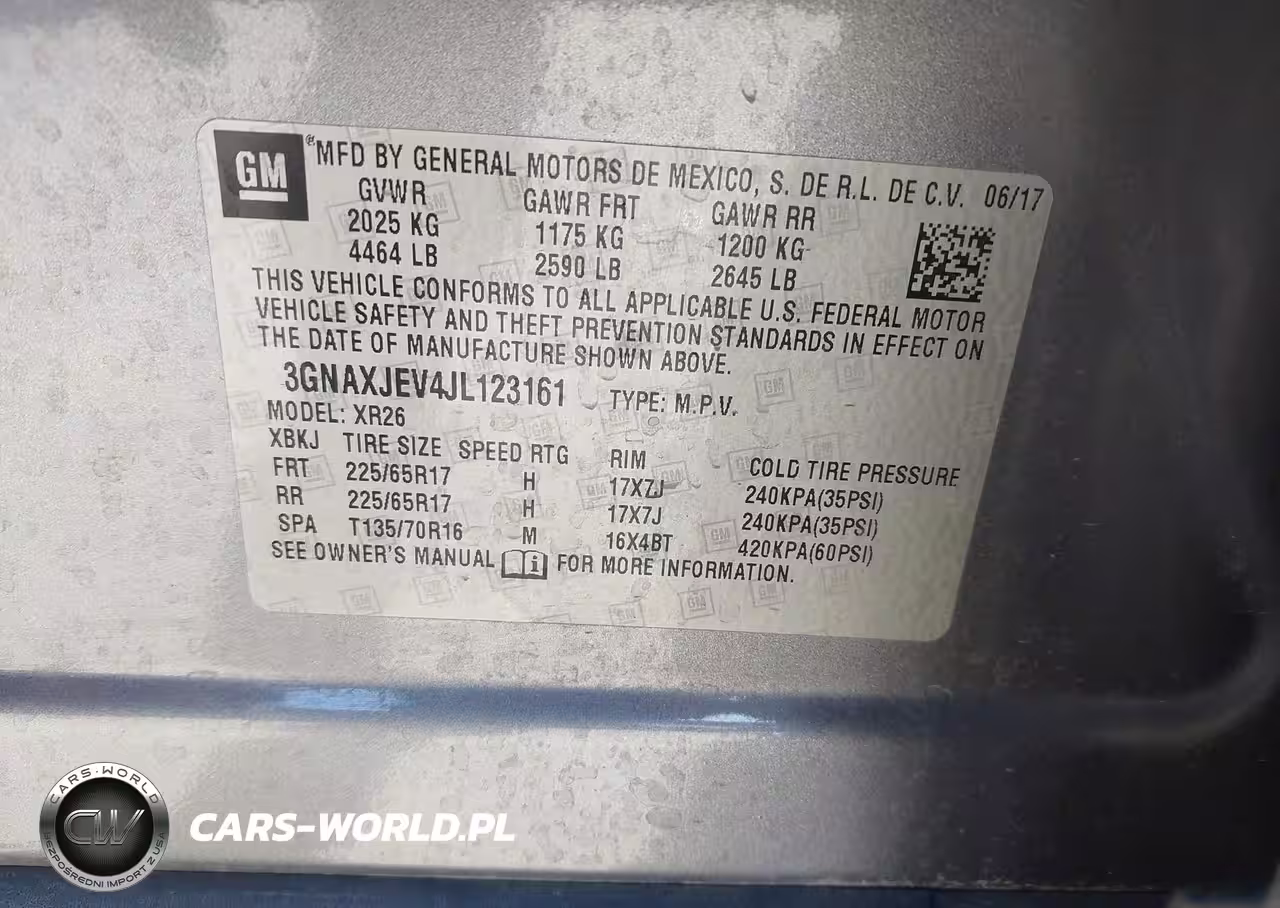 GM
® MFD BY GENERAL MOTORS DE MEXICO, S. DE R.L. DE C.V. 06/17
GVWR GAWR FRT GAWR RR
2025 KG 1175 KG 1200 KG
4464 LB 2590 LB 2645 LB
THIS VEHICLE CONFORMS TO ALL APPLICABLE U.S. FEDERAL MOTOR
VEHICLE SAFETY AND THEFT PREVENTION STANDARDS IN EFFECT ON
THE DATE OF MANUFACTURE SHOWN ABOVE.
3GNAXJEV4JL123161 TYPE: M.P.V.
MODEL: XR26
XBKJ TIRE SIZE SPEED RTG RIM COLD TIRE PRESSURE
FRT 225/65R17 H 17X7J 240KPA(35PSI)
RR 225/65R17 H 17X7J 240KPA(35PSI)
SPA T135/70R16 M 16X4BT 420KPA(60PSI)
SEE OWNER'S MANUAL i FOR MORE INFORMATION.
CARS-WORLD
CW
BEZPOŚREDNI IMPORT Z USA
CARS-WORLD.PL